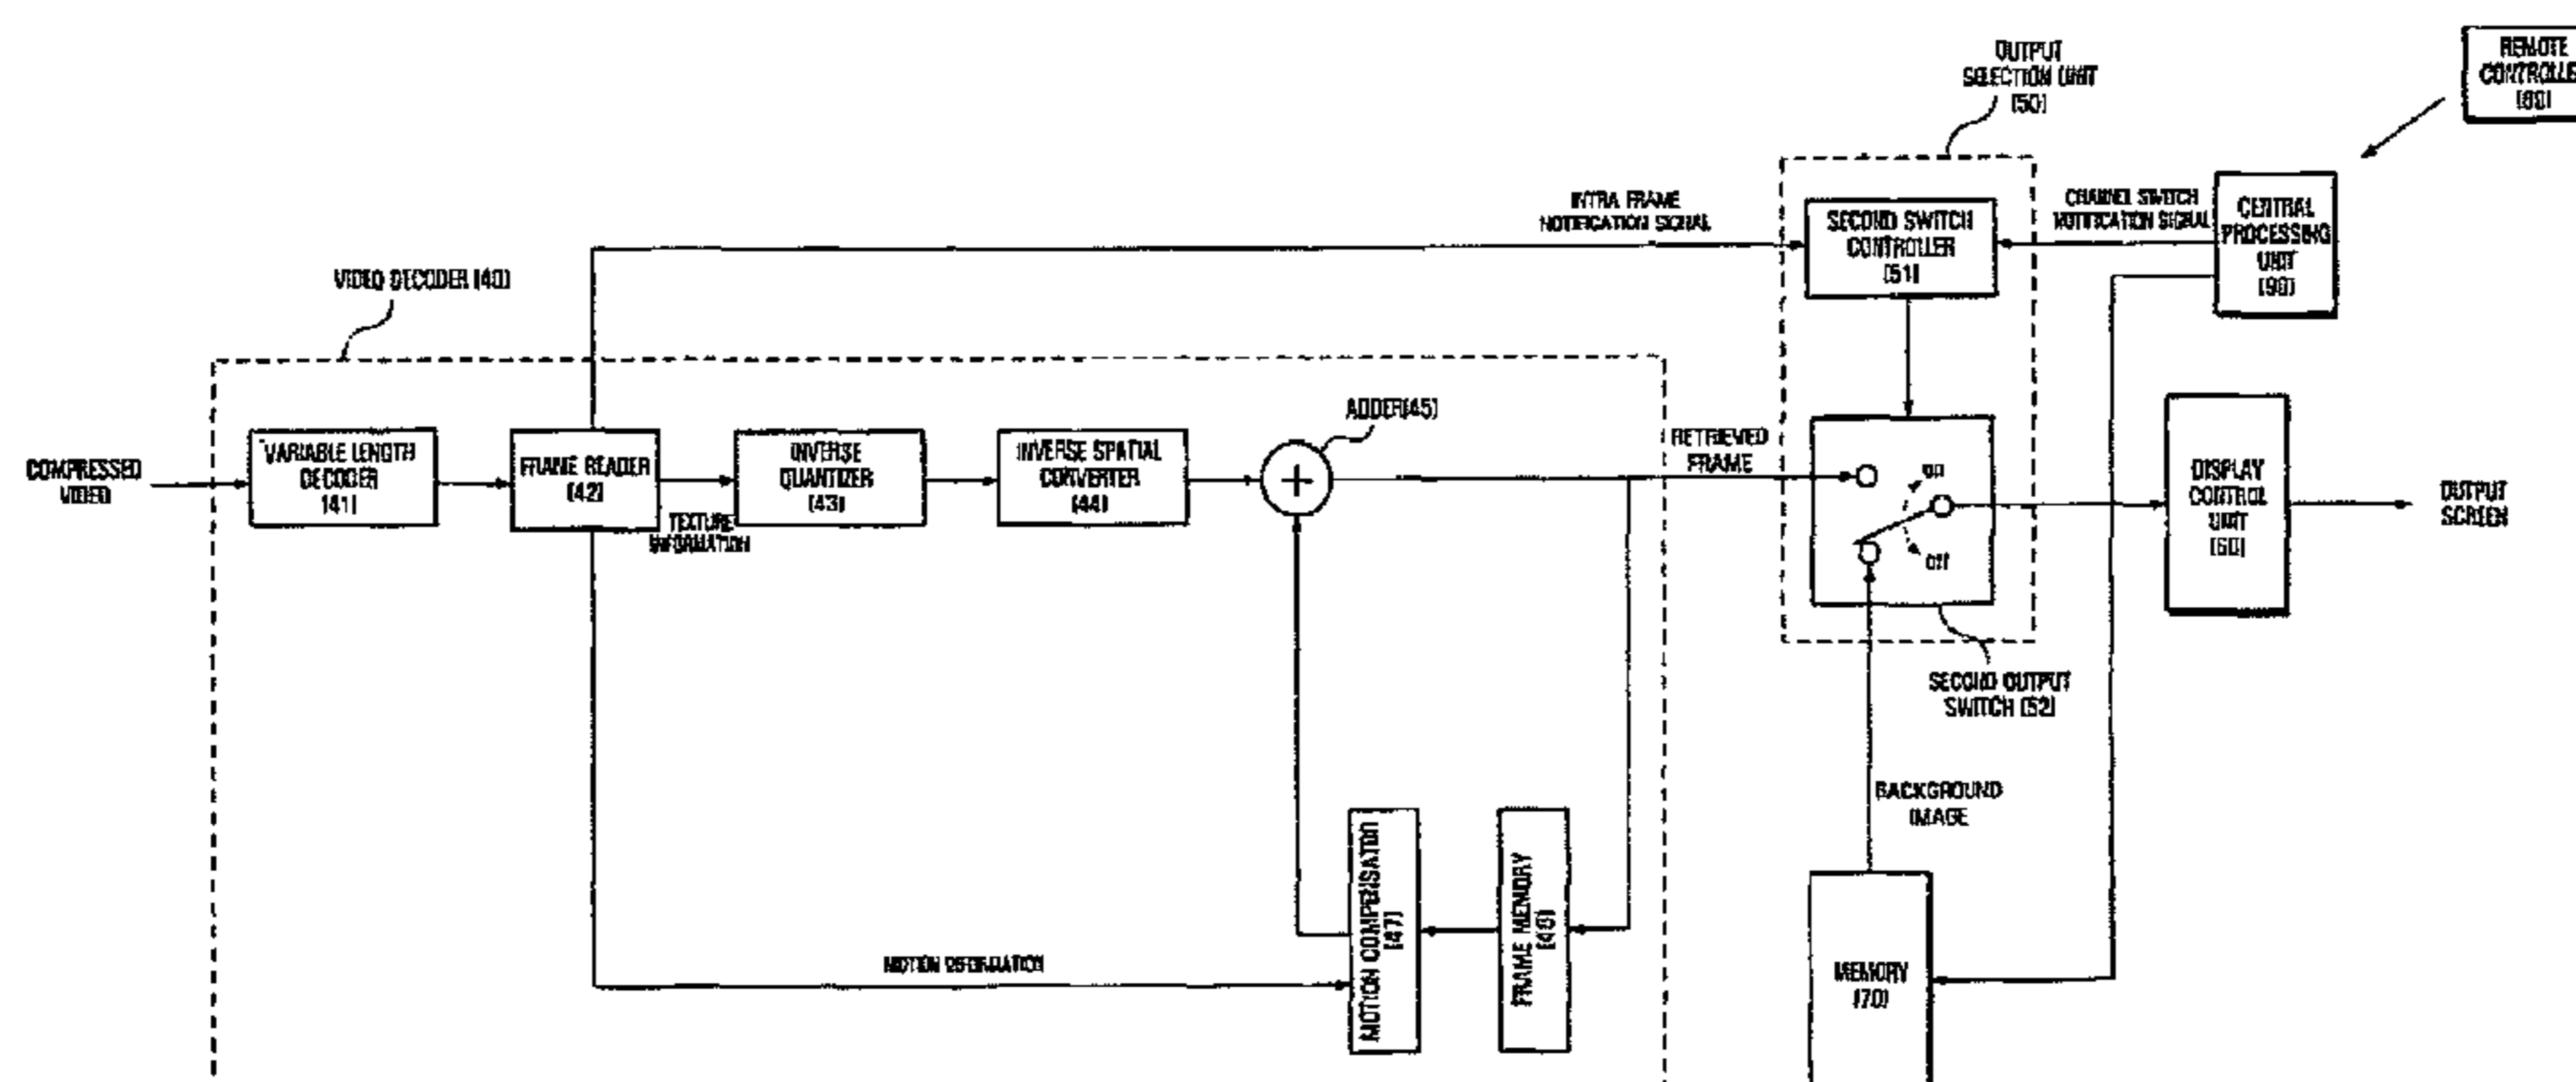 OUTPUT
SELECTION UNIT
(50)
REMOTE
CONTROLLE
CENTRAL
PROCESSING
UNIT
(90)
CHANNEL SWITCH
NOTIFICATION SIGNAL
SECOND SWITCH
CONTROLLER
(51)
INTRA FRAME
NOTIFICATION SIGNAL
VIDEO DECODER (40)
COMPRESSED
VIDEO
VARIABLE LENGTH
DECODER
(41)
FRAME READER
(42)
TEXTURE
INFORMATION
INVERSE
QUANTIZER
(43)
INVERSE SPATIAL
CONVERTER
(44)
ADDER(45)
+
RETRIEVED
FRAME
on
off
DISPLAY
CONTROL
UNIT
(60)
OUTPUT
SCREEN
SECOND OUTPUT
SWITCH (52)
BACKGROUND
IMAGE
MOTION COMPENSATOR
(47)
FRAME MEMORY
MOTION INFORMATION
MEMORY
(70)